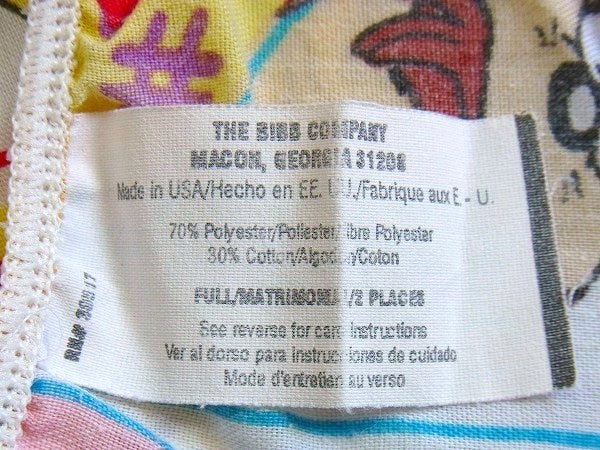 THE BIBB COMPANY
MACON, GEORGIA 31206
Made in USA/Hecho en EE. UU./Fabrique aux E - U
70% Polyester/Poliester/Fibre Polyester
30% Cotton/Algodon/Coton
FULL/MATRIMONIAL/2 PLACES
See reverse for care instructions
Ver al dorso para instrucciones de cuidado
Mode d'entretien au verso
RN#